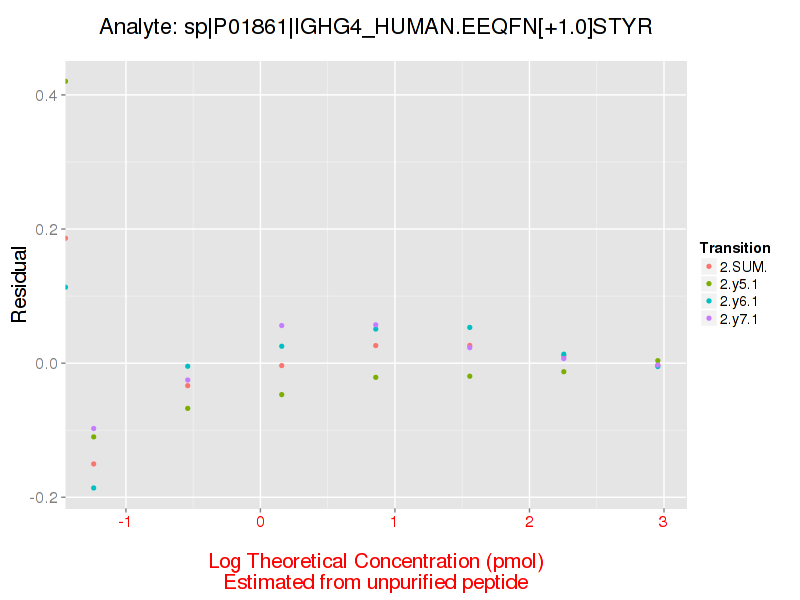 Analyte: sp|P01861|IGHG4_HUMAN.EEQFN[+1.0]STYR
0.4
0.2
0.0
-0.2
Residual
-1 0 1 2 3
Log Theoretical Concentration (pmol)
Estimated from unpurified peptide
Transition
2.SUM.
2.y5.1
2.y6.1
2.y7.1